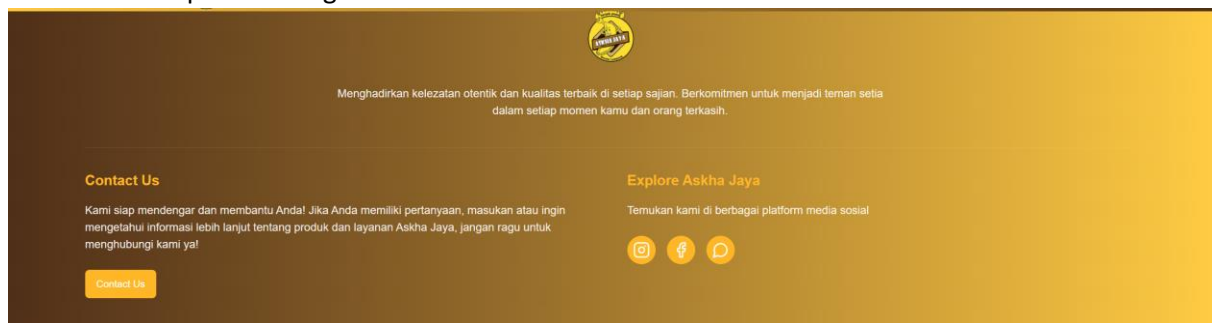 ASKHA JAYA
Menghadirkan kelezatan otentik dan kualitas terbaik di setiap sajian. Berkomitmen untuk menjadi teman setia
dalam setiap momen kamu dan orang terkasih.
Contact Us
Kami siap mendengar dan membantu Anda! Jika Anda memiliki pertanyaan, masukan atau ingin
mengetahui informasi lebih lanjut tentang produk dan layanan Askha Jaya, jangan ragu untuk
menghubungi kami ya!
Contact Us
Explore Askha Jaya
Temukan kami di berbagai platform media sosial